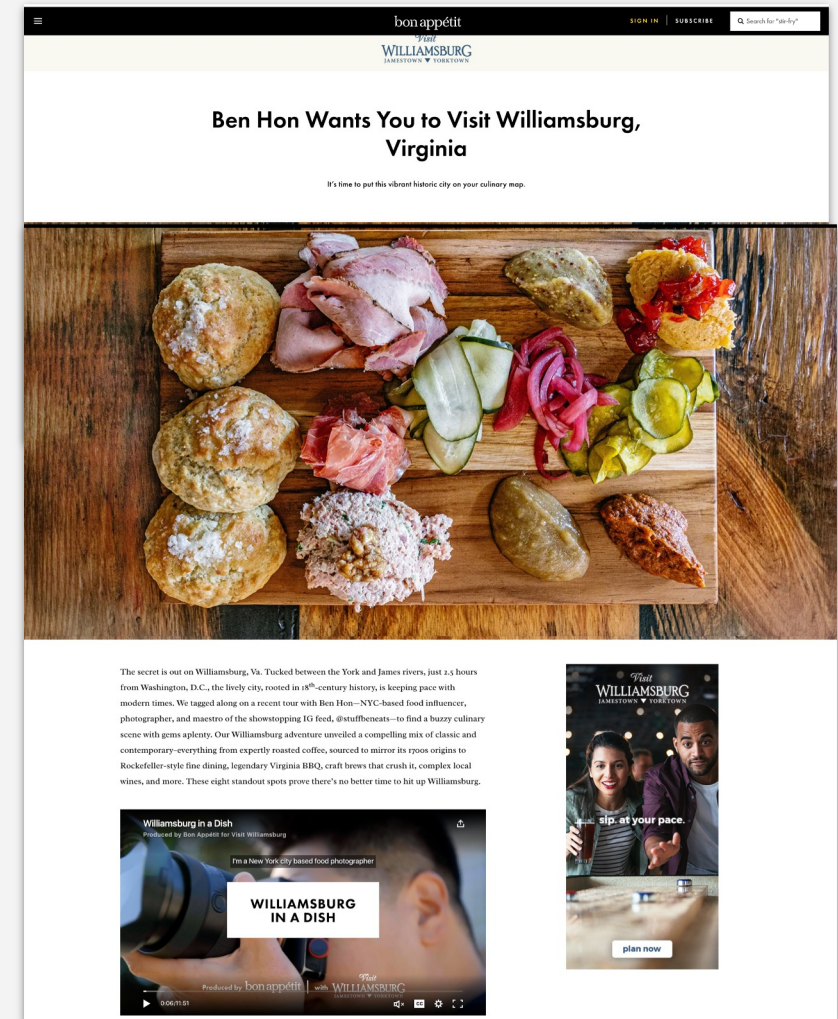 bon appétit
SIGN IN
SUBSCRIBE
Search for "stir-fry"
Visit
WILLIAMSBURG
JAMESTOWN ▼ YORKTOWN
Ben Hon Wants You to Visit Williamsburg,
Virginia
It's time to put this vibrant historic city on your culinary map.
The secret is out on Williamsburg, Va. Tucked between the York and James rivers, just 2.5 hours
from Washington, D.C., the lively city, rooted in 18th-century history, is keeping pace with
modern times. We tagged along on a recent tour with Ben Hon—NYC-based food influencer,
photographer, and maestro of the showstopping IG feed, @stuffbeneats—to find a buzzy culinary
scene with gems aplenty. Our Williamsburg adventure unveiled a compelling mix of classic and
contemporary-everything from expertly roasted coffee, sourced to mirror its 1700s origins to
Rockefeller-style fine dining, legendary Virginia BBQ, craft brews that crush it, complex local
wines, and more. These eight standout spots prove there's no better time to hit up Williamsburg.
Williamsburg in a Dish
Produced by Bon Appétit for Visit Williamsburg
I'm a New York city based food photographer
WILLIAMSBURG
IN A DISH
Produced by bon appétit | with Visit WILLIAMSBURG
JAMESTOWN ▼ YORKTOWN
0:06/11:51
CC
Visit
WILLIAMSBURG
JAMESTOWN ▼ YORKTOWN
sip. at your pace.
plan now